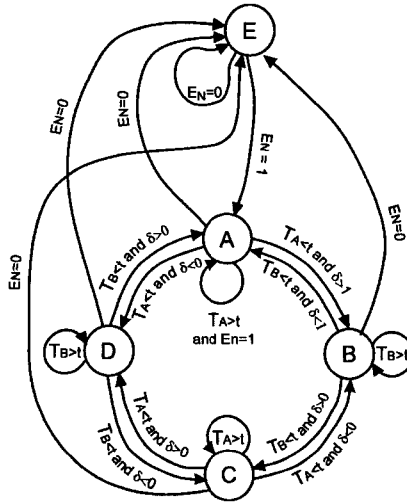 E
EN=0
EN=0
EN=0
EN=0
EN = 1
EN=0
A
TB<t and δ>0
TA<t and δ<0
TA<t and δ>1
TB<t and δ<1
TA>t
and En=1
TB>t
D
B
TB>t
TA<t and δ>0
TB<t and δ<0
TA>t
TB<t and δ>0
TA<t and δ<0
C